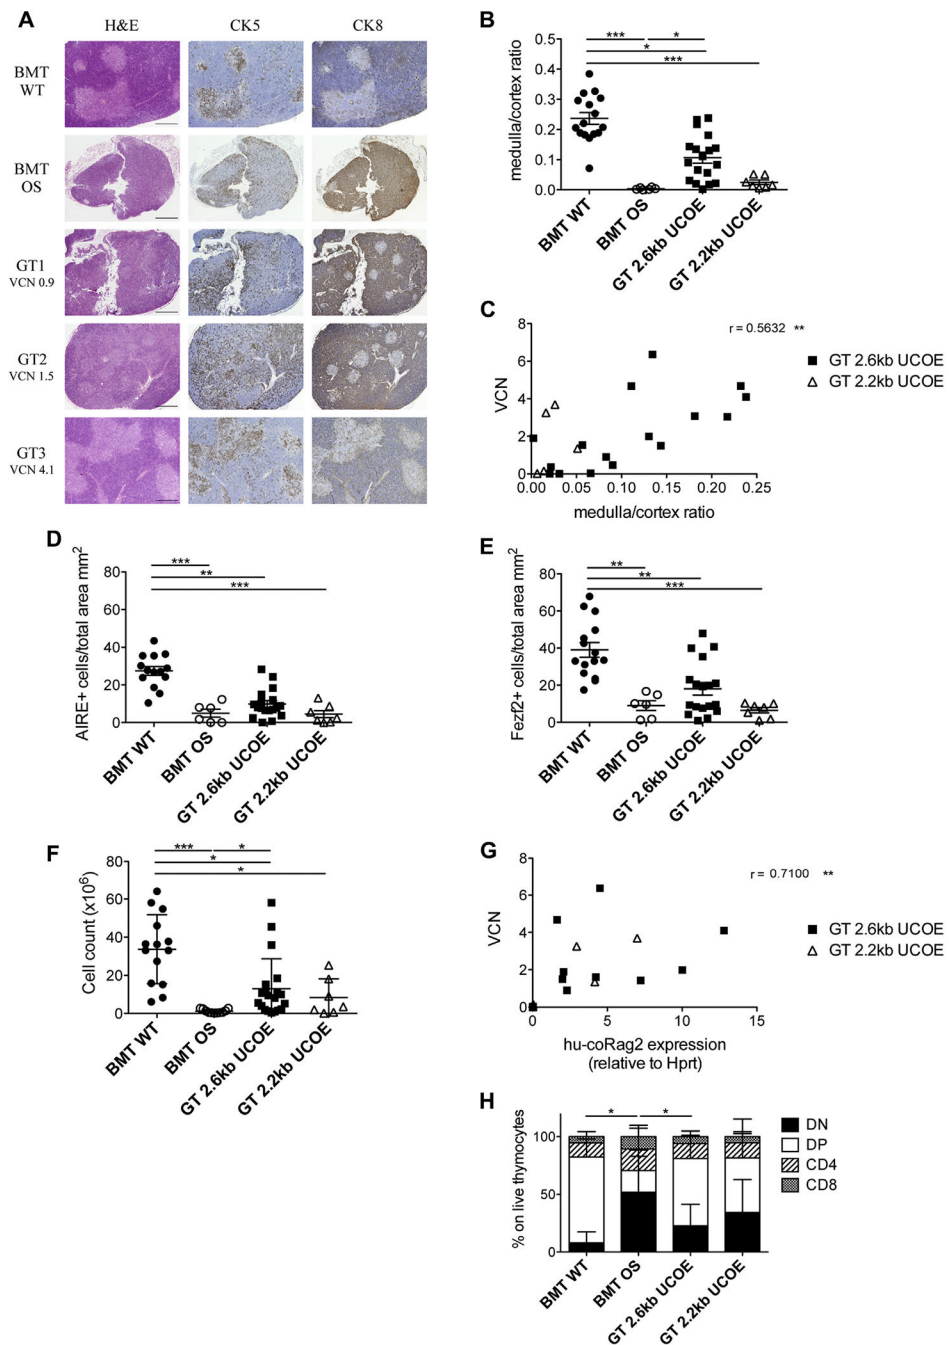 A
H&E
CK5
CK8
BMT
WT
BMT
OS
GT1
VCN 0.9
GT2
VCN 1.5
GT3
VCN 4.1
B
medulla/cortex ratio
0.5
0.3
0.2
0.1
0.0
***
*
*
***
BMT WT
BMT OS
GT 2.6kb UCOE
GT 2.2kb UCOE
C
VCN
8
6
4
2
0
0.00
0.05
0.10
0.15
0.20
0.25
medulla/cortex ratio
r = 0.5632 **
GT 2.6kb UCOE
GT 2.2kb UCOE
D
AIRE+ cells/total area mm2
80
60
40
20
0
***
**
***
BMT WT
BMT OS
GT 2.6kb UCOE
GT 2.2kb UCOE
E
Fezf2+ cells/total area mm2
80
60
40
20
0
**
**
***
BMT WT
BMT OS
GT 2.6kb UCOE
GT 2.2kb UCOE
F
Cell count (x106)
80
60
40
20
0
***
*
*
*
BMT WT
BMT OS
GT 2.6kb UCOE
GT 2.2kb UCOE
G
VCN
8
6
4
2
0
0
5
10
15
hu-coRag2 expression
(relative to Hprt)
r = 0.7100 **
GT 2.6kb UCOE
GT 2.2kb UCOE
H
% on live thymocytes
100
50
0
*
*
BMT WT
BMT OS
GT 2.6kb UCOE
GT 2.2kb UCOE
DN
DP
CD4
CD8